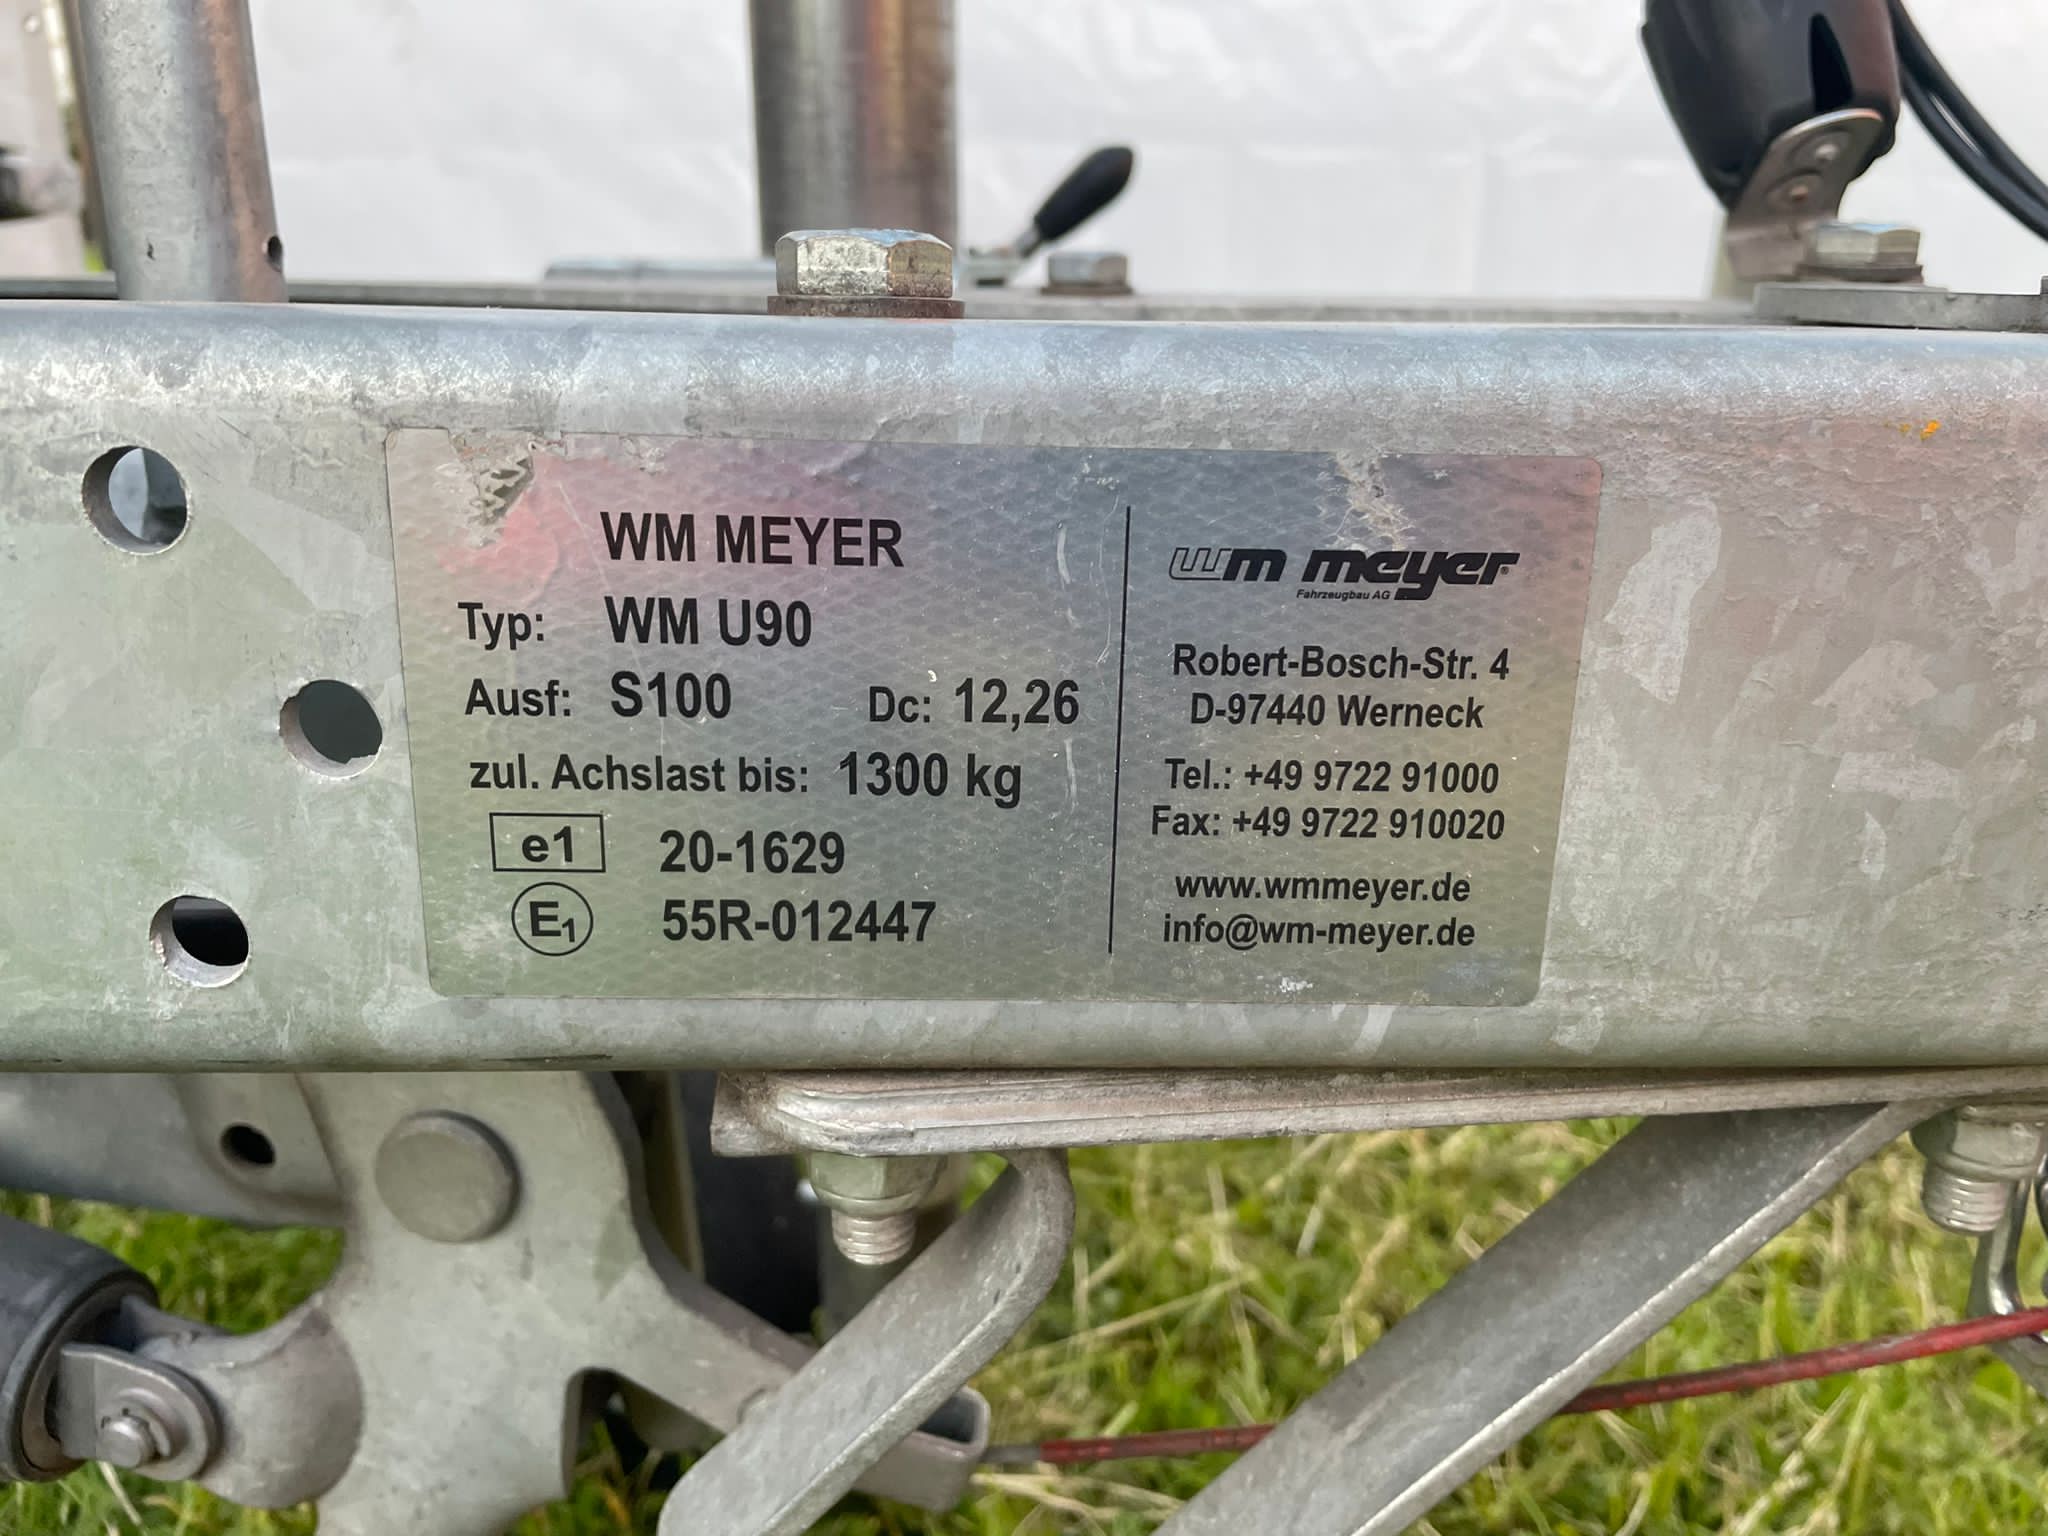 WM MEYER
Typ: WM U90
Ausf: S100 Dc: 12,26
zul. Achslast bis: 1300 kg
e1 20-1629
E1 55R-012447
wm meyer®
Fahrzeugbau AG
Robert-Bosch-Str. 4
D-97440 Werneck
Tel.: +49 9722 91000
Fax: +49 9722 910020
www.wmmeyer.de
info@wm-meyer.de